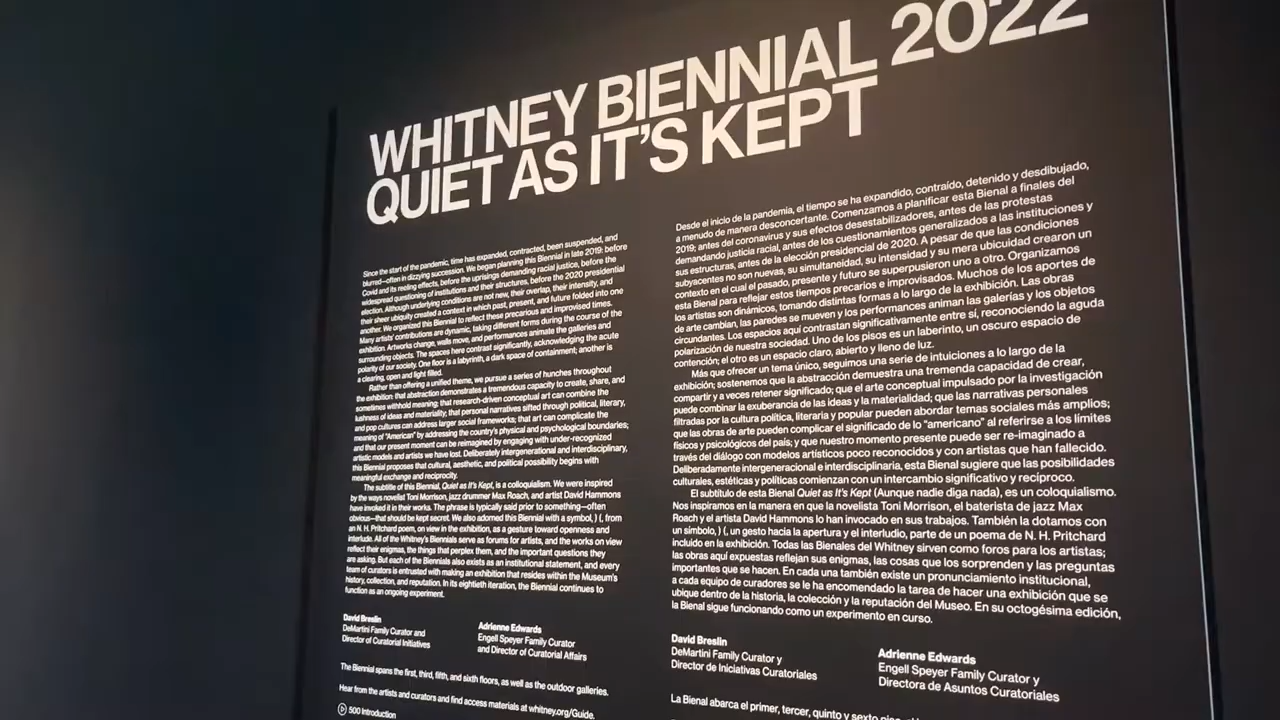 WHITNEY BIENNIAL 2022
QUIET AS IT'S KEPT
Since the start of the pandemic, time has expanded, contracted, been suspended, and
blurred—often in dizzying succession. We began planning this Biennial in late 2019: before
Covid and its reeling effects, before the uprisings demanding racial justice, before the
widespread questioning of institutions and their structures, before the 2020 presidential
election. Although underlying conditions are not new, their overlap, their intensity, and
their sheer ubiquity created a context in which past, present, and future folded into one
another. We organized this Biennial to reflect these precarious and improvised times.
Many artists' contributions are dynamic, taking different forms during the course of the
exhibition. Artworks change, walls move, and performances animate the galleries and
surrounding objects. The spaces here contrast significantly, acknowledging the acute
polarity of our society. One floor is a labyrinth, a dark space of containment; another is
a clearing, open and light filled.
Rather than offering a unified theme, we pursue a series of hunches throughout
the exhibition: that abstraction demonstrates a tremendous capacity to create, share, and
sometimes withhold meaning; that research-driven conceptual art can combine the
lushness of ideas and materiality; that personal narratives sifted through political, literary,
and pop cultures can address larger social frameworks; that art can complicate the
meaning of "American" by addressing the country's physical and psychological boundaries;
and that our present moment can be reimagined by engaging with under-recognized
artistic models and artists we have lost. Deliberately intergenerational and interdisciplinary,
this Biennial proposes that cultural, aesthetic, and political possibility begins with
meaningful exchange and reciprocity.
The subtitle of this Biennial, Quiet as It's Kept, is a colloquialism. We were inspired
by the ways novelist Toni Morrison, jazz drummer Max Roach, and artist David Hammons
have invoked it in their works. The phrase is typically said prior to something—often
obvious—that should be kept secret. We also adorned this Biennial with a symbol, ) (, from
an N. H. Pritchard poem, on view in the exhibition, as a gesture toward openness and
interlude. All of the Whitney's Biennials serve as forums for artists, and the works on view
reflect their enigmas, the things that perplex them, and the important questions they
are asking. But each of the Biennials also exists as an institutional statement, and every
team of curators is entrusted with making an exhibition that resides within the Museum's
history, collection, and reputation. In its eightieth iteration, the Biennial continues to
function as an ongoing experiment.
David Breslin
DeMartini Family Curator and
Director of Curatorial Initiatives
Adrienne Edwards
Engell Speyer Family Curator
and Director of Curatorial Affairs
The Biennial spans the first, third, fifth, and sixth floors, as well as the outdoor galleries.
Hear from the artists and curators and find access materials at whitney.org/Guide.
500 Introduction
Desde el inicio de la pandemia, el tiempo se ha expandido, contraído, detenido y desdibujado,
a menudo de manera desconcertante. Comenzamos a planificar esta Bienal a finales del
2019; antes del coronavirus y sus efectos desestabilizadores, antes de las protestas
demandando justicia racial, antes de los cuestionamientos generalizados a las instituciones y
sus estructuras, antes de la elección presidencial de 2020. A pesar de que las condiciones
subyacentes no son nuevas, su simultaneidad, su intensidad y su mera ubicuidad crearon un
contexto en el cual el pasado, presente y futuro se superpusieron uno a otro. Organizamos
esta Bienal para reflejar estos tiempos precarios e improvisados. Muchos de los aportes de
los artistas son dinámicos, tomando distintas formas a lo largo de la exhibición. Las obras
de arte cambian, las paredes se mueven y los performances animan las galerías y los objetos
circundantes. Los espacios aquí contrastan significativamente entre sí, reconociendo la aguda
polarización de nuestra sociedad. Uno de los pisos es un laberinto, un oscuro espacio de
contención; el otro es un espacio claro, abierto y lleno de luz.
Más que ofrecer un tema único, seguimos una serie de intuiciones a lo largo de la
exhibición; sostenemos que la abstracción demuestra una tremenda capacidad de crear,
compartir y a veces retener significado; que el arte conceptual impulsado por la investigación
puede combinar la exuberancia de las ideas y la materialidad; que las narrativas personales
filtradas por la cultura política, literaria y popular pueden abordar temas sociales más amplios;
que las obras de arte pueden complicar el significado de lo "americano" al referirse a los límites
físicos y psicológicos del país; y que nuestro momento presente puede ser re-imaginado a
través del diálogo con modelos artísticos poco reconocidos y con artistas que han fallecido.
Deliberadamente intergeneracional e interdisciplinaria, esta Bienal sugiere que las posibilidades
culturales, estéticas y políticas comienzan con un intercambio significativo y recíproco.
El subtítulo de esta Bienal Quiet as It's Kept (Aunque nadie diga nada), es un coloquialismo.
Nos inspiramos en la manera en que la novelista Toni Morrison, el baterista de jazz Max
Roach y el artista David Hammons lo han invocado en sus trabajos. También la dotamos con
un símbolo, ) (, un gesto hacia la apertura y el interludio, parte de un poema de N. H. Pritchard
incluido en la exhibición. Todas las Bienales del Whitney sirven como foros para los artistas;
las obras aquí expuestas reflejan sus enigmas, las cosas que los sorprenden y las preguntas
importantes que se hacen. En cada una también existe un pronunciamiento institucional,
a cada equipo de curadores se le ha encomendado la tarea de hacer una exhibición que se
ubique dentro de la historia, la colección y la reputación del Museo. En su octogésima edición,
la Bienal sigue funcionando como un experimento en curso.
David Breslin
DeMartini Family Curator y
Director de Iniciativas Curatoriales
Adrienne Edwards
Engell Speyer Family Curator y
Directora de Asuntos Curatoriales
La Bienal abarca el primer, tercer, quinto y sexto